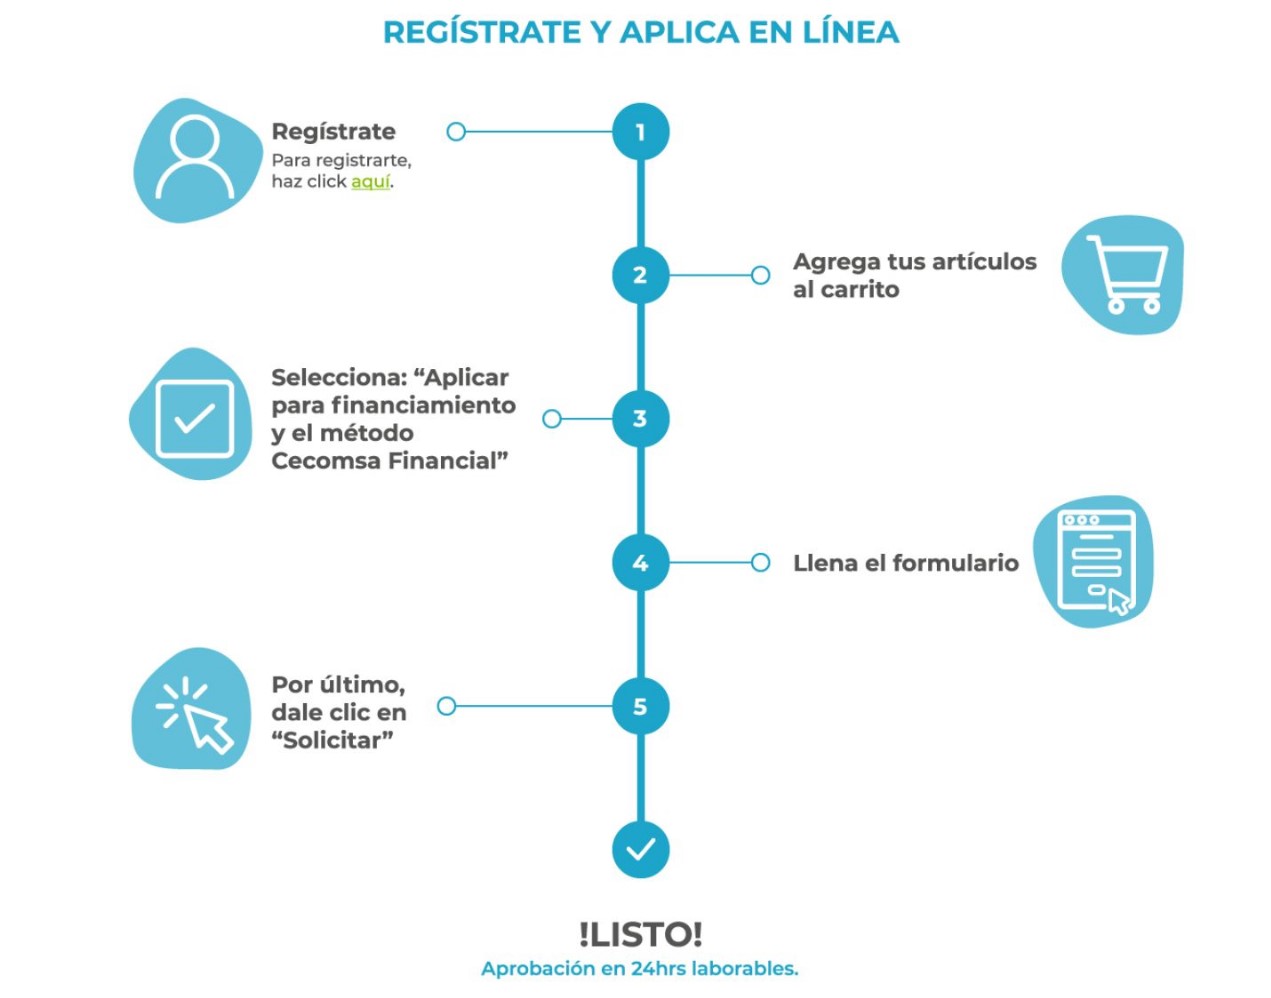 REGÍSTRATE Y APLICA EN LÍNEA
1
Regístrate
Para registrarte,
haz click aquí.
2
Agrega tus artículos
al carrito
3
Selecciona: “Aplicar
para financiamiento
y el método
Cecomsa Financial”
4
Llena el formulario
5
Por último,
dale clic en
“Solicitar”
!LISTO!
Aprobación en 24hrs laborables.